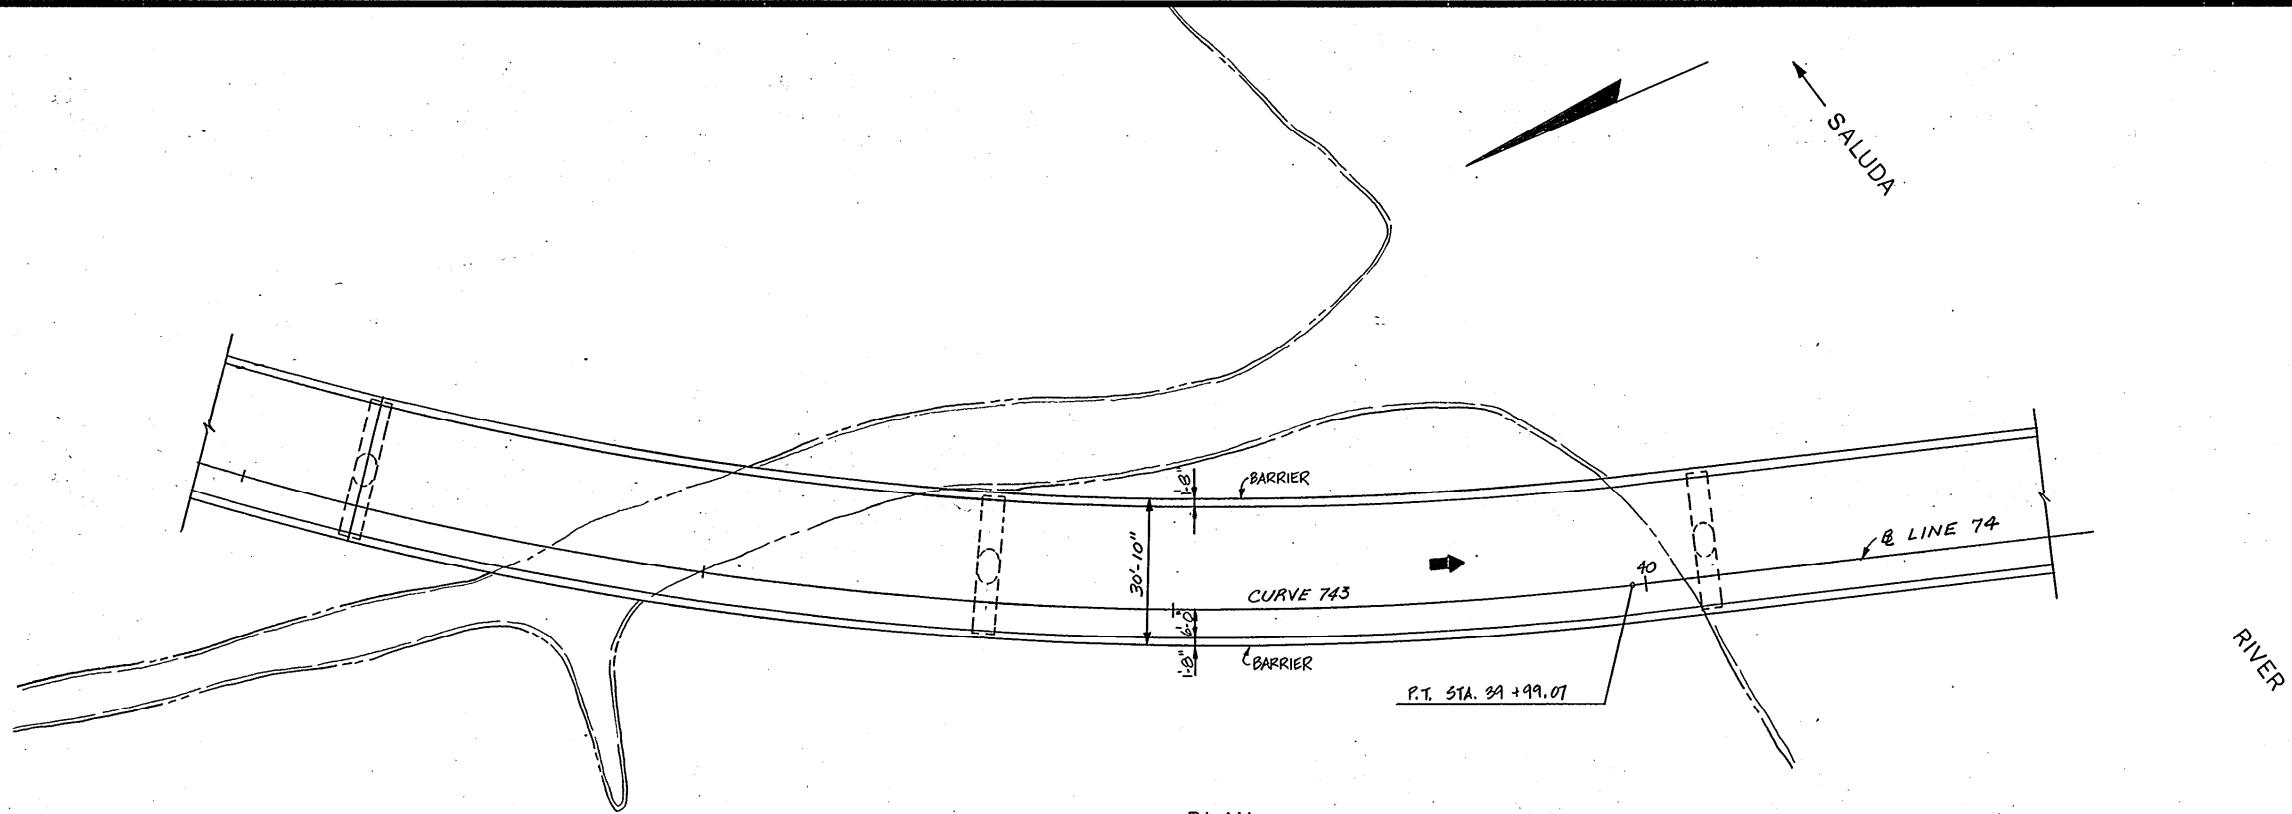 SALUDA
1'-8"
BARRIER
30'-10"
℄ LINE 74
40
CURVE 743
6'-0"
1'-8"
BARRIER
P.T. STA. 39 +99.07
RIVER